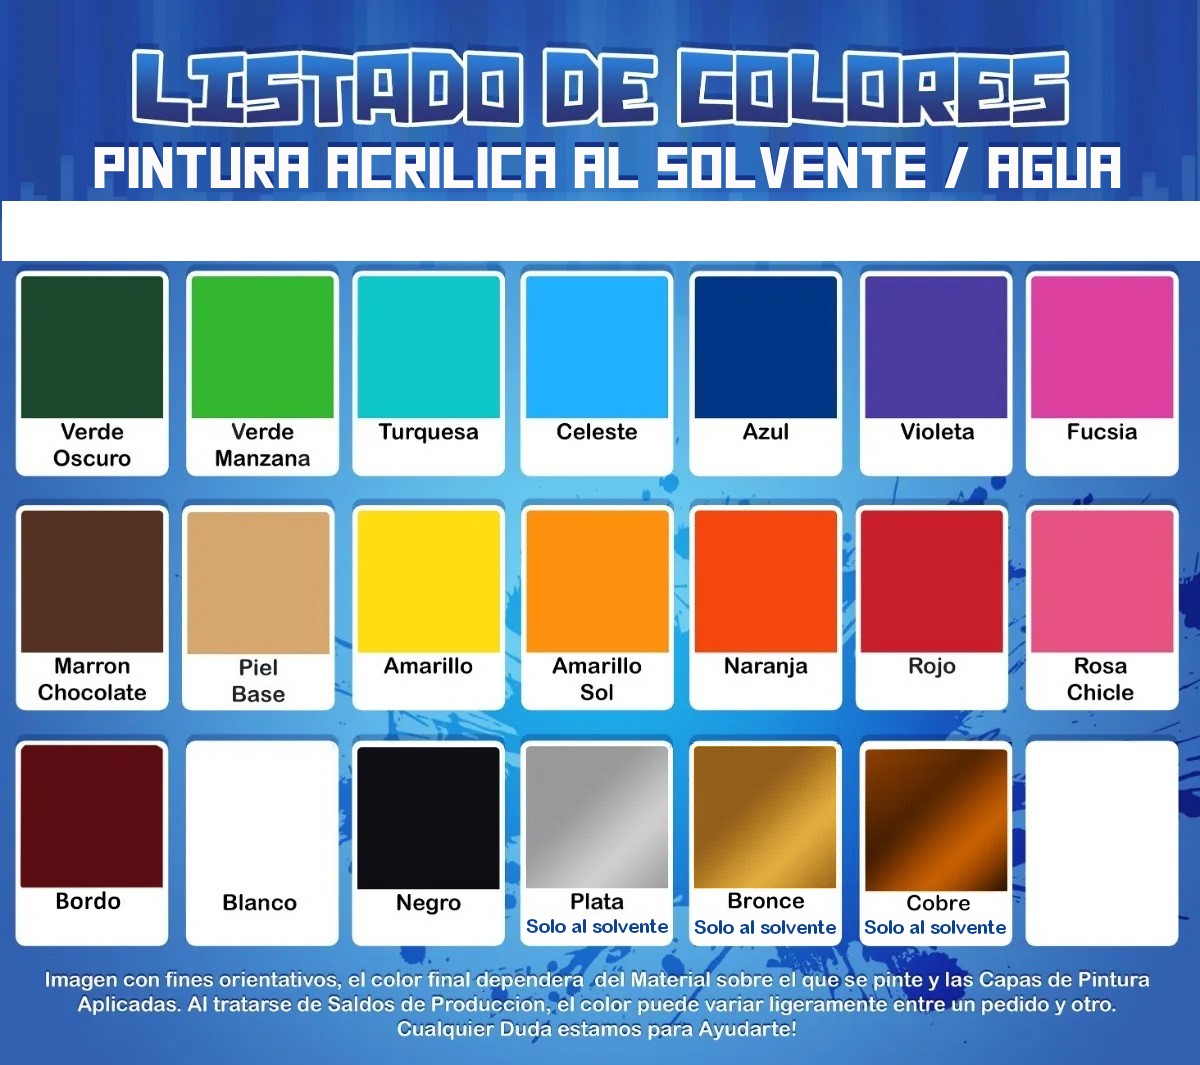 LISTADO DE COLORES
PINTURA ACRILICA AL SOLVENTE / AGUA
Verde
Oscuro
Verde
Manzana
Turquesa
Celeste
Azul
Violeta
Fucsia
Marron
Chocolate
Piel
Base
Amarillo
Amarillo
Sol
Naranja
Rojo
Rosa
Chicle
Bordo
Blanco
Negro
Plata
Solo al solvente
Bronce
Solo al solvente
Cobre
Solo al solvente
Imagen con fines orientativos, el color final dependera del Material sobre el que se pinte y las Capas de Pintura
Aplicadas. Al tratarse de Saldos de Produccion, el color puede variar ligeramente entre un pedido y otro.
Cualquier Duda estamos para Ayudarte!